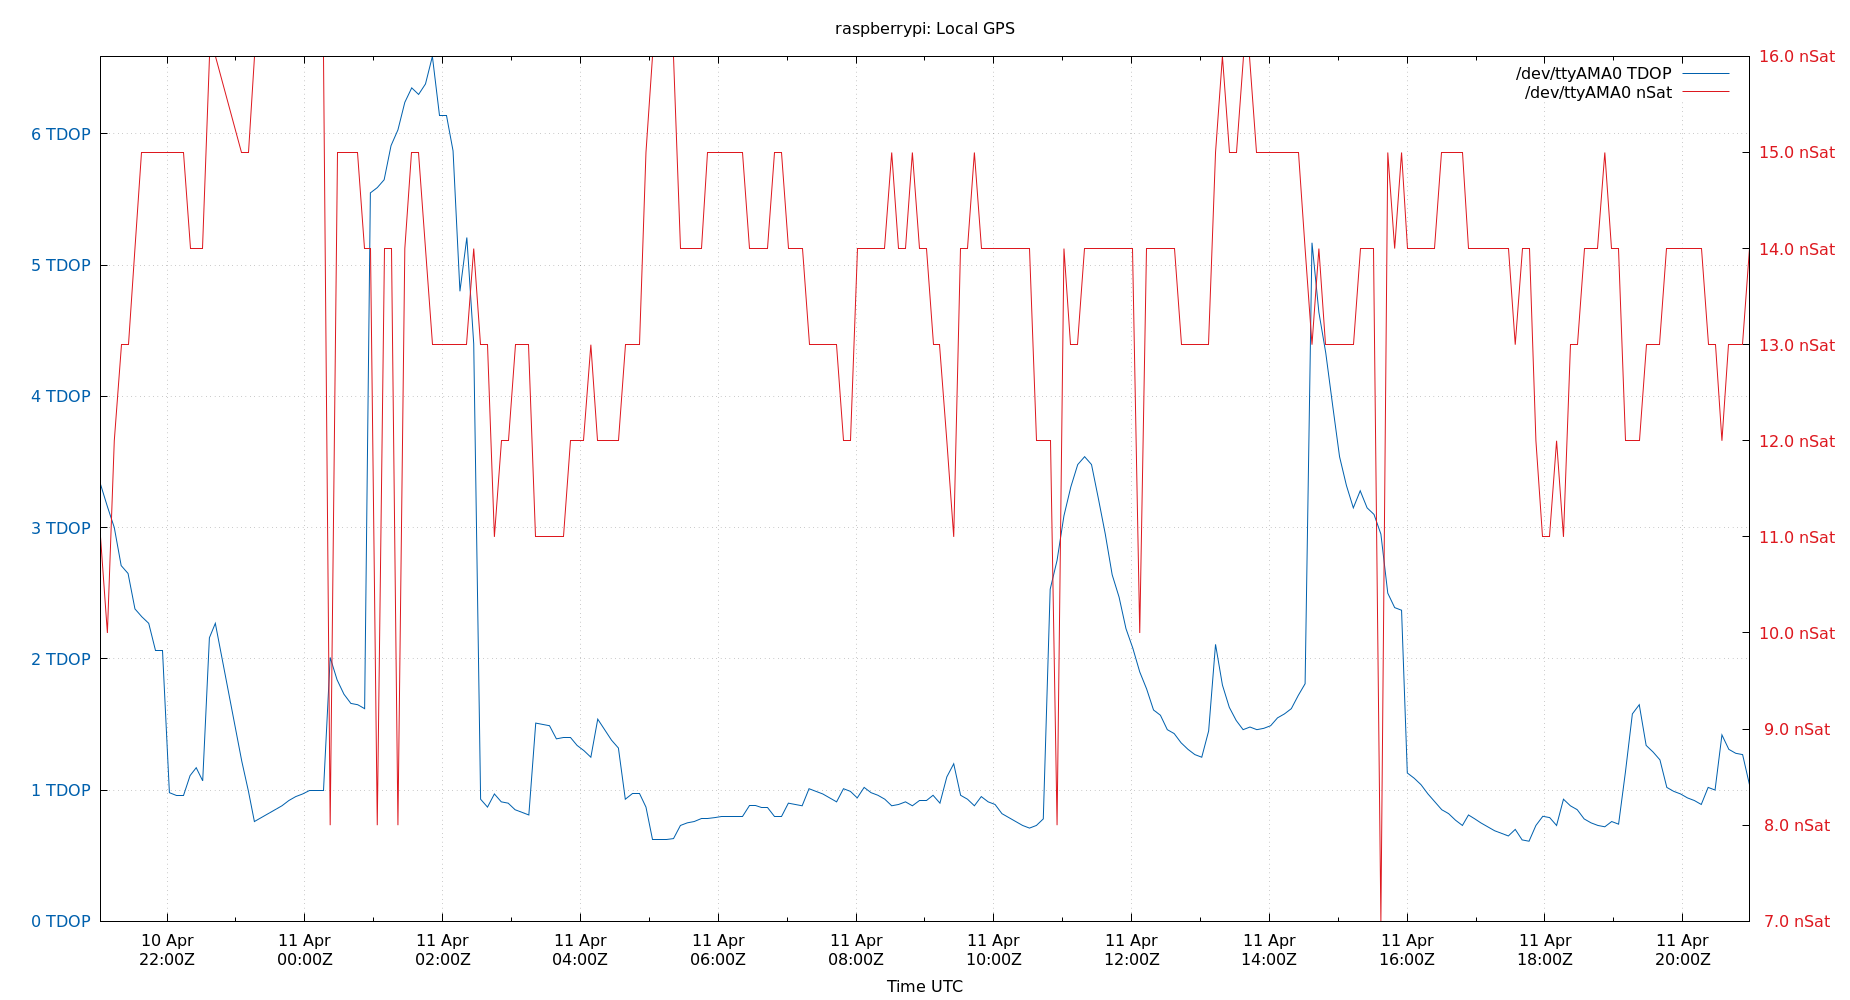 raspberrypi: Local GPS
/dev/ttyAMA0 TDOP
/dev/ttyAMA0 nSat
6 TDOP
5 TDOP
4 TDOP
3 TDOP
2 TDOP
1 TDOP
0 TDOP
16.0 nSat
15.0 nSat
14.0 nSat
13.0 nSat
12.0 nSat
11.0 nSat
10.0 nSat
9.0 nSat
8.0 nSat
7.0 nSat
10 Apr 11 Apr 11 Apr 11 Apr 11 Apr 11 Apr 11 Apr 11 Apr 11 Apr 11 Apr 11 Apr 11 Apr
22:00Z 00:00Z 02:00Z 04:00Z 06:00Z 08:00Z 10:00Z 12:00Z 14:00Z 16:00Z 18:00Z 20:00Z
Time UTC